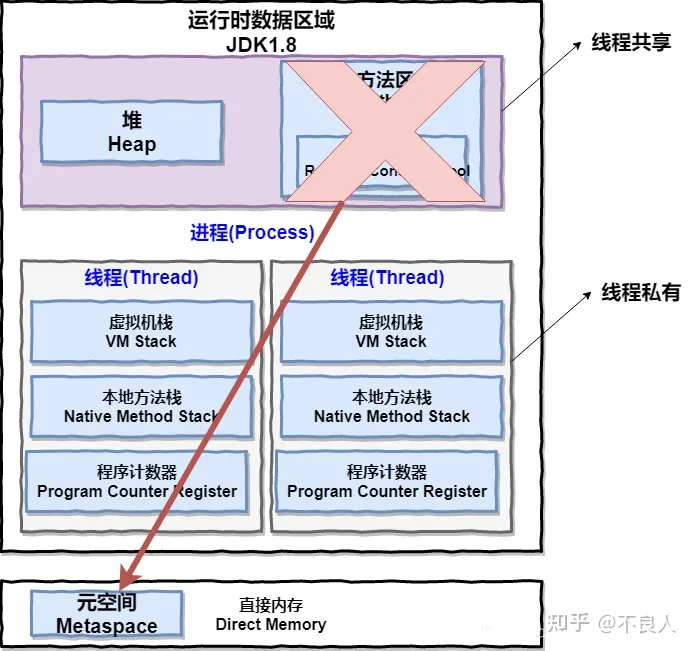 运行时数据区域
JDK1.8
线程共享
堆
Heap
方法区
进程(Process)
线程(Thread)
虚拟机栈
VM Stack
本地方法栈
Native Method Stack
程序计数器
Program Counter Register
线程(Thread)
虚拟机栈
VM Stack
本地方法栈
Native Method Stack
程序计数器
Program Counter Register
线程私有
元空间
Metaspace
直接内存
Direct Memory
知乎 @不良人